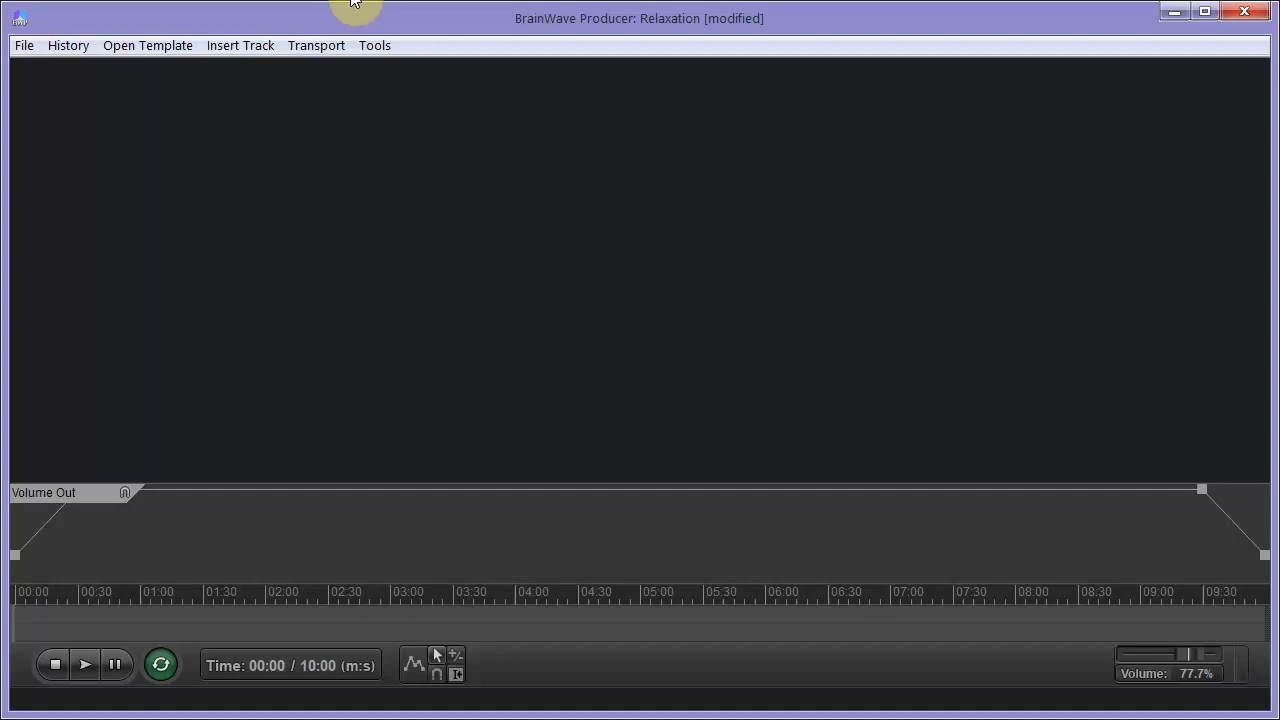 BrainWave Producer: Relaxation [modified]
File History Open Template Insert Track Transport Tools
Volume Out
00:00 00:30 01:00 01:30 02:00 02:30 03:00 03:30 04:00 04:30 05:00 05:30 06:00 06:30 07:00 07:30 08:00 08:30 09:00 09:30
Time: 00:00 / 10:00 (m:s)
Volume: 77.7%